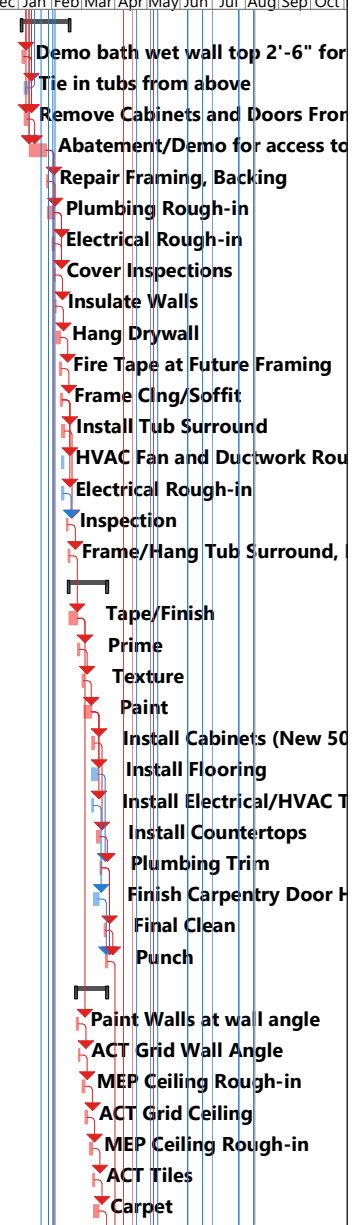 Jan Feb Mar Apr May Jun Jul Aug Sep Oct
Demo bath wet wall top 2'-6" for
Tie in tubs from above
Remove Cabinets and Doors
Abatement/Demo for access to
Repair Framing, Backing
Plumbing Rough-in
Electrical Rough-in
Cover Inspections
Insulate Walls
Hang Drywall
Fire Tape at Future Framing
Frame Clng/Soffit
Install Tub Surround
HVAC Fan and Ductwork
Electrical Rough-in
Inspection
Frame/Hang Tub Surround,
Tape/Finish
Prime
Texture
Paint
Install Cabinets (New
Install Flooring
Install Electrical/HVAC
Install Countertops
Plumbing Trim
Finish Carpentry Door
Final Clean
Punch
Paint Walls at wall angle
ACT Grid Wall Angle
MEP Ceiling Rough-in
ACT Grid Ceiling
MEP Ceiling Rough-in
ACT Tiles
Carpet